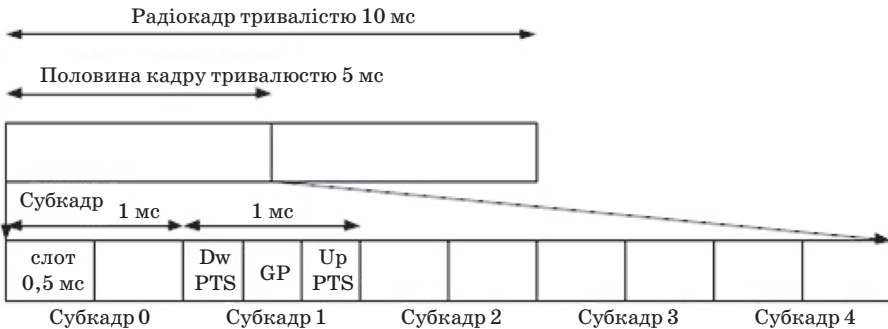 Радіокадр тривалістю 10 мс
Половина кадру тривалюстю 5 мс
Субкадр
1 мс 1 мс
слот 0,5 мс
Dw PTS
GP
Up PTS
Субкадр 0 Субкадр 1 Субкадр 2 Субкадр 3 Субкадр 4